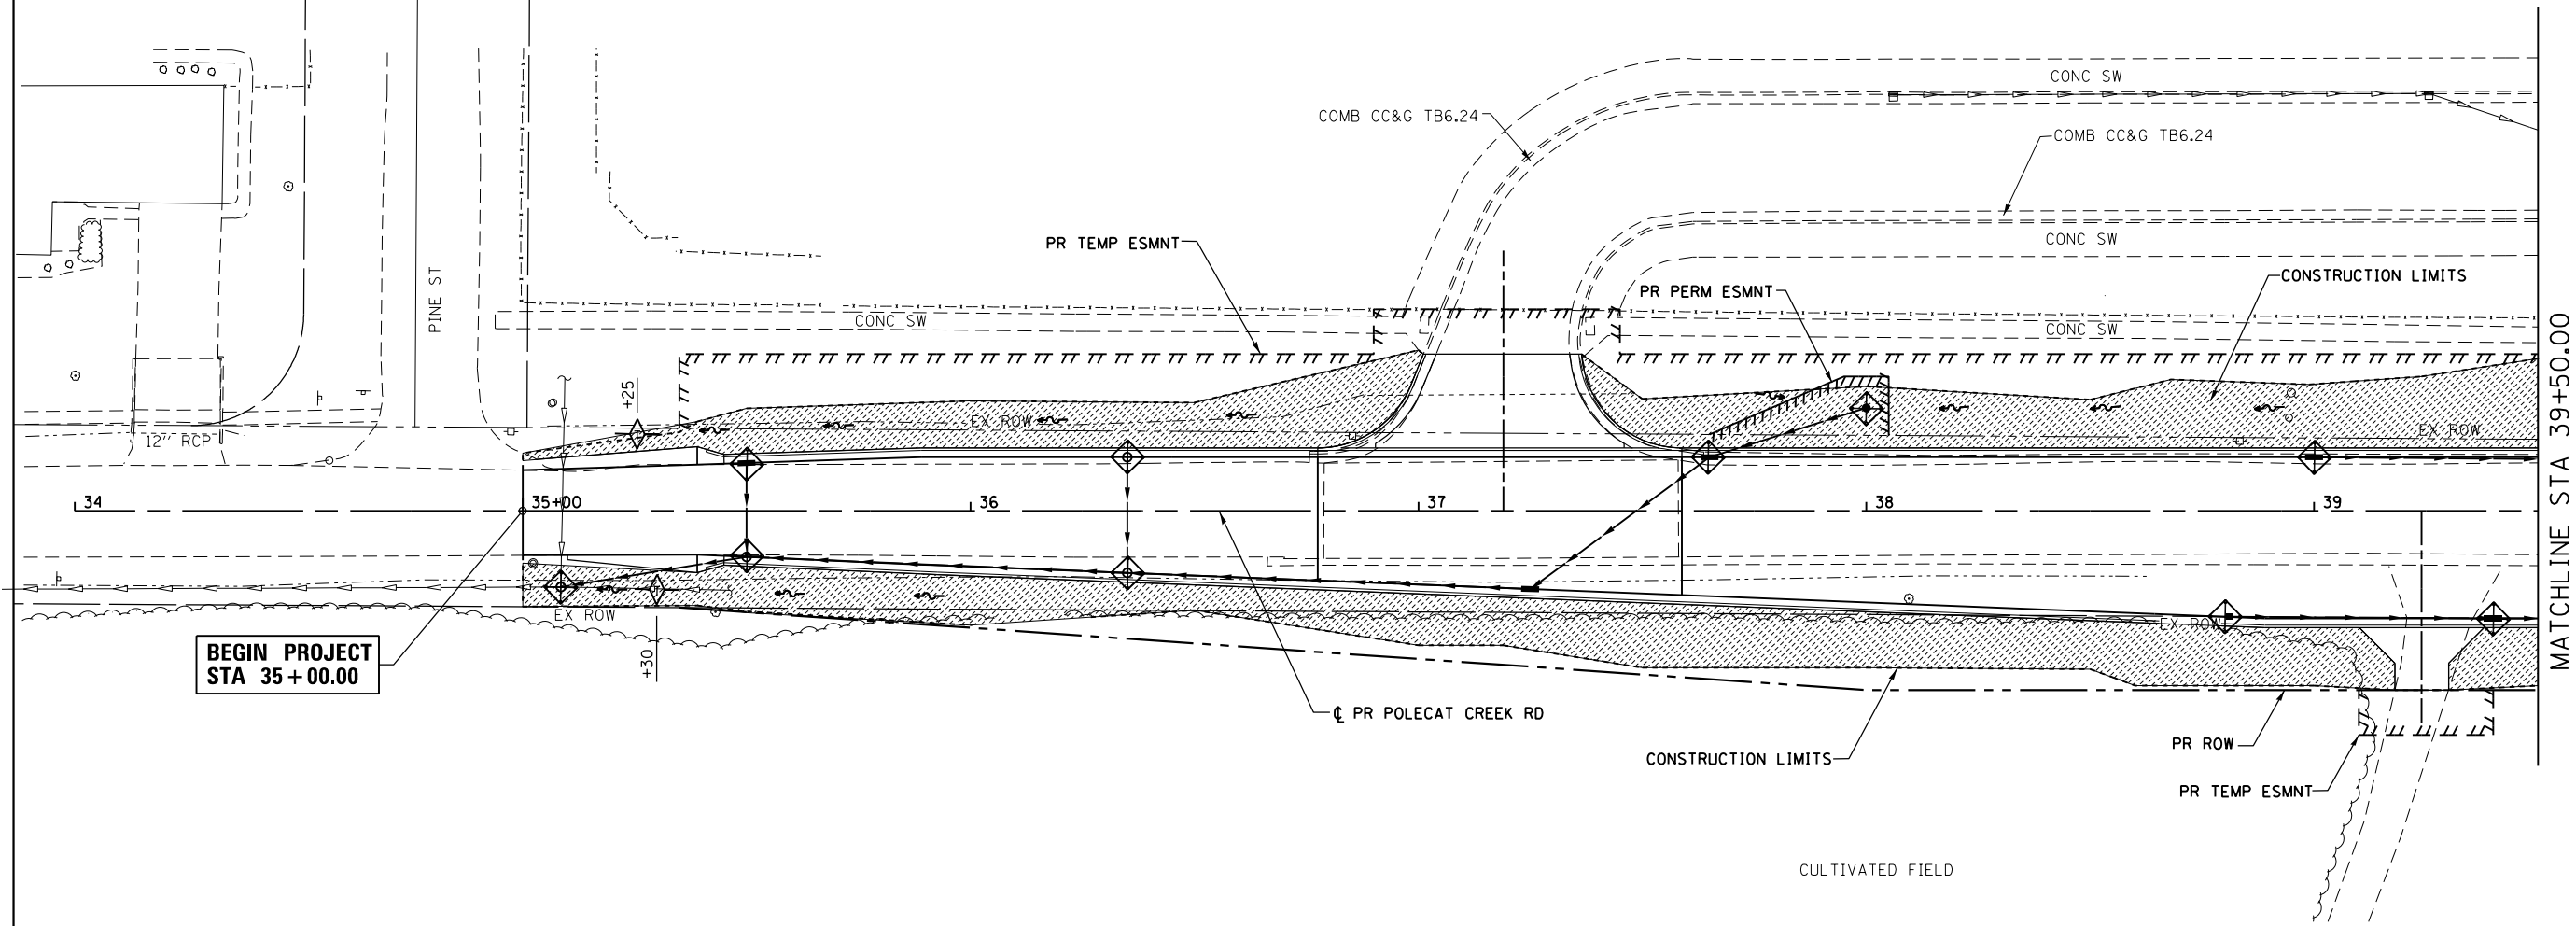 CONC SW
COMB CC&G TB6.24
COMB CC&G TB6.24
PR TEMP ESMNT
CONC SW
CONSTRUCTION LIMITS
PR PERM ESMNT
PINE ST
CONC SW
CONC SW
+25
EX ROW
EX ROW
12" RCP
34
35+00
36
37
38
39
MATCHLINE STA 39+50.00
EX ROW
EX ROW
BEGIN PROJECT
STA 35+00.00
+30
℄ PR POLECAT CREEK RD
CONSTRUCTION LIMITS
PR ROW
PR TEMP ESMNT
CULTIVATED FIELD